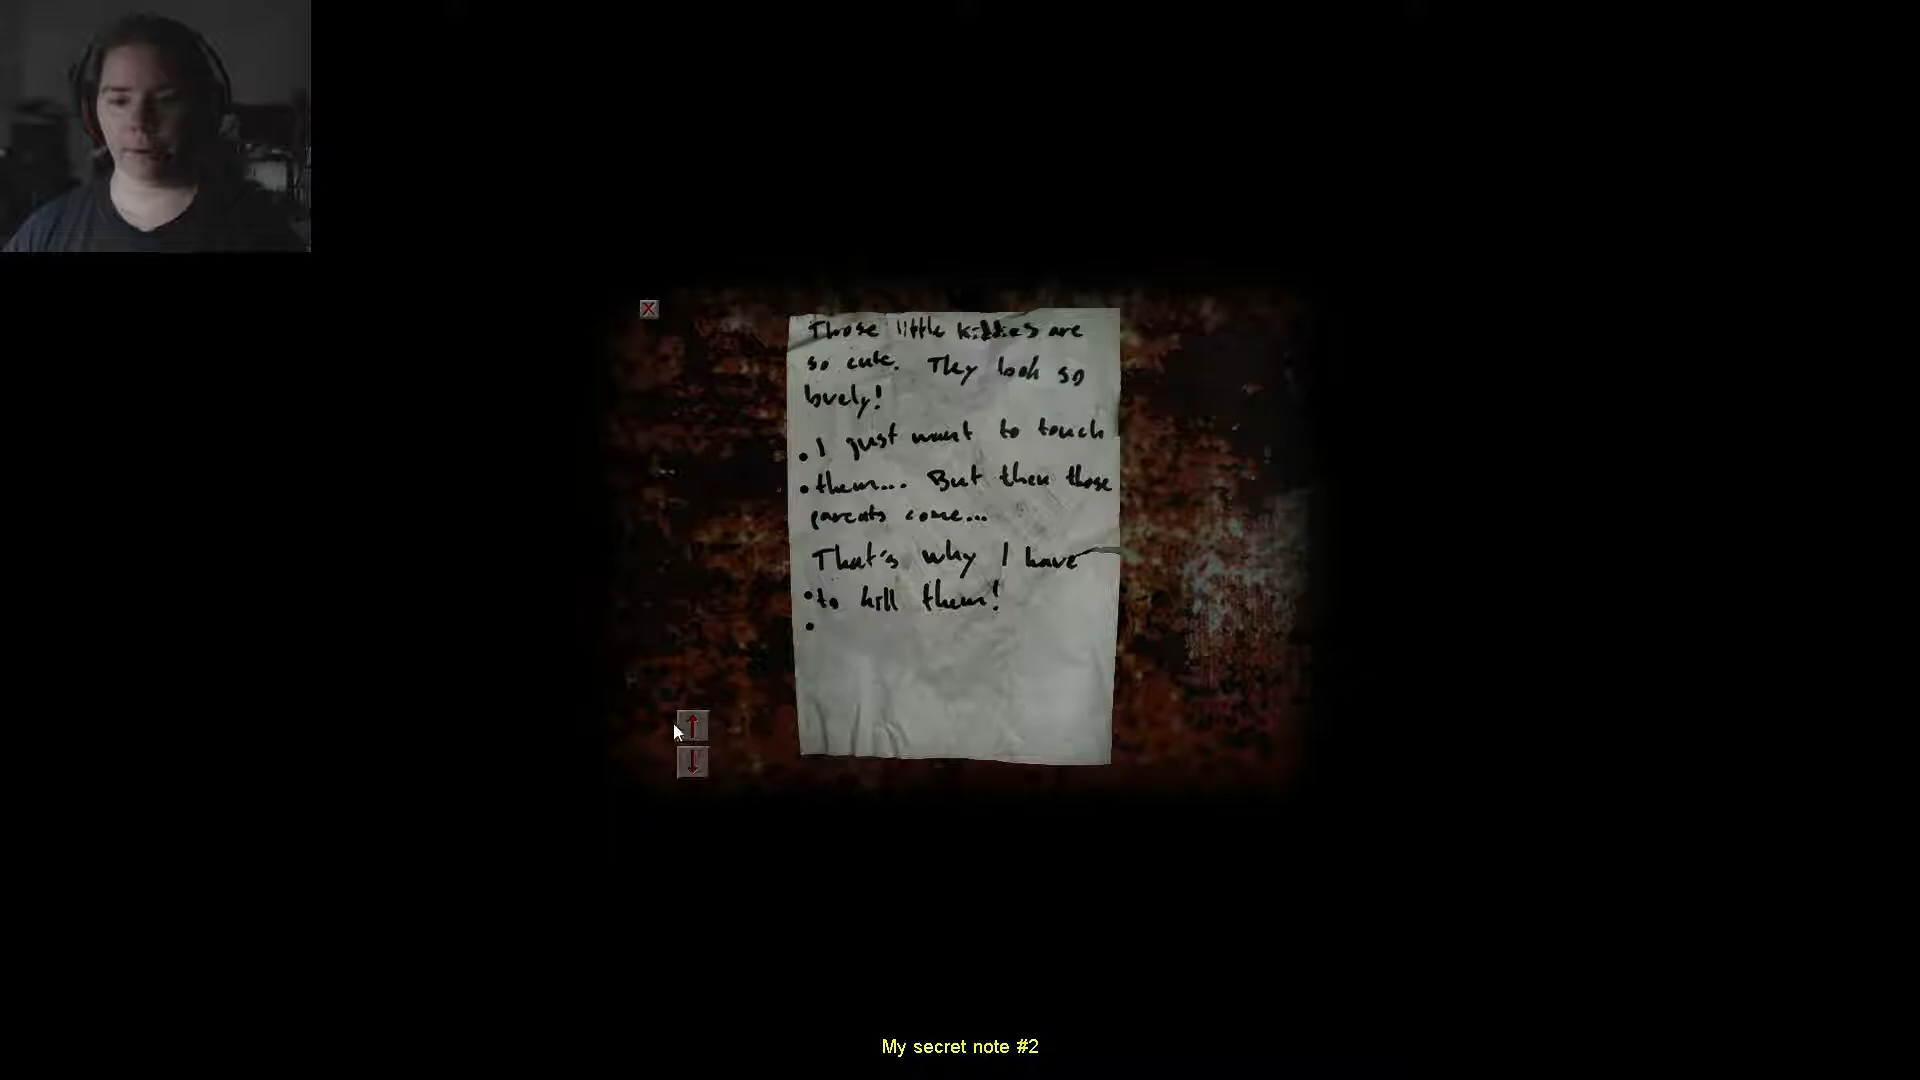 Those little kiddies are
so cute. They look so
lovely!
I just want to touch
them... But then those
parents come...
That's why I have
to kill them!
My secret note #2